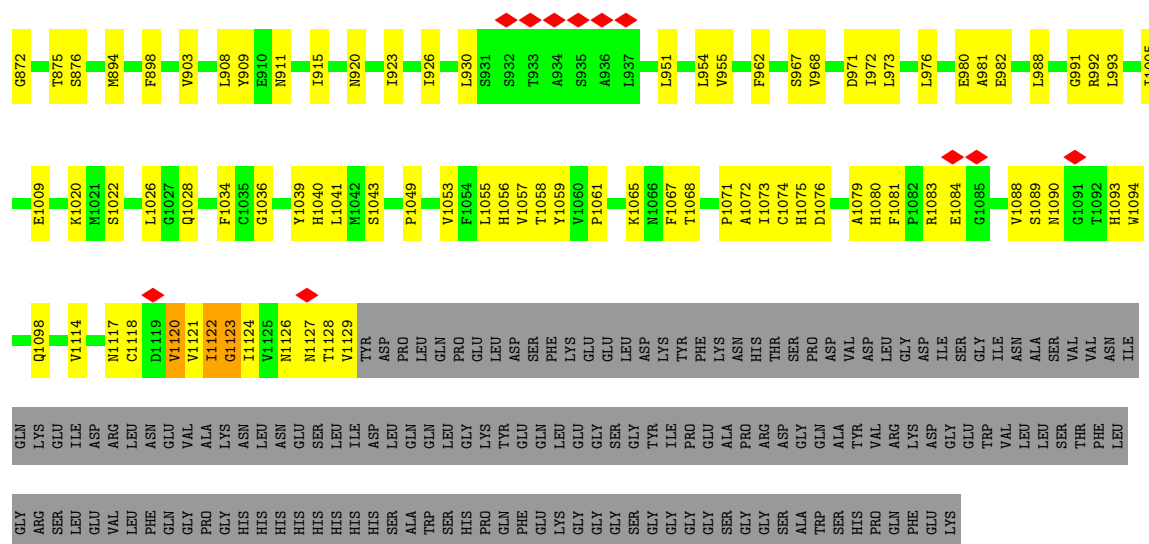 G872 T875 S876 M894 F898 V903 L908 Y909 E910 N911 I915 N920 I923 I926 L930 S931 S932 T933 A934 S935 A936 L937 L951 L954 V955 F962 S967 V968 D971 I972 L973 L976 E980 A981 E982 L988 G991 R992 L993
E1009 K1020 M1021 S1022 L1026 G1027 Q1028 F1034 C1035 G1036 Y1039 H1040 L1041 M1042 S1043 P1049 V1053 F1054 L1055 H1056 V1057 T1058 Y1059 V1060 P1061 K1065 N1066 F1067 T1068 P1071 A1072 I1073 C1074 H1075 D1076 A1079 H1080 F1081 P1082 R1083 E1084 G1085 V1088 S1089 N1090 G1091 T1092 H1093 W1094
Q1098 V1114 N1117 C1118 D1119 V1120 V1121 I1122 G1123 I1124 V1125 N1126 N1127 T1128 V1129 TYR ASP PRO LEU GLN PRO GLU LEU ASP SER PHE LYS GLU GLU LEU ASP LYS TYR PHE LYS ASN HIS THR SER PRO ASP VAL ASP LEU GLY ASP ILE SER GLY ILE ASN ALA SER VAL VAL ASN ILE
GLN LYS GLU ILE ASP ARG LEU ASN GLU VAL ALA LYS ASN LEU ASN GLU SER LEU ILE ASP LEU GLN GLN LEU GLY LYS TYR GLU GLN LEU GLU GLY SER GLY TYR ILE PRO GLU ALA PRO ARG ASP GLY GLN ALA TYR VAL ARG LYS ASP GLY GLU TRP VAL LEU LEU SER THR PHE LEU
GLY ARG SER LEU GLU VAL LEU PHE GLN GLY PRO GLY HIS HIS HIS HIS HIS HIS HIS HIS SER ALA TRP SER HIS PRO GLN PHE GLU LYS GLY GLY GLY SER GLY GLY GLY GLY SER GLY GLY SER ALA TRP SER HIS PRO GLN PHE GLU LYS